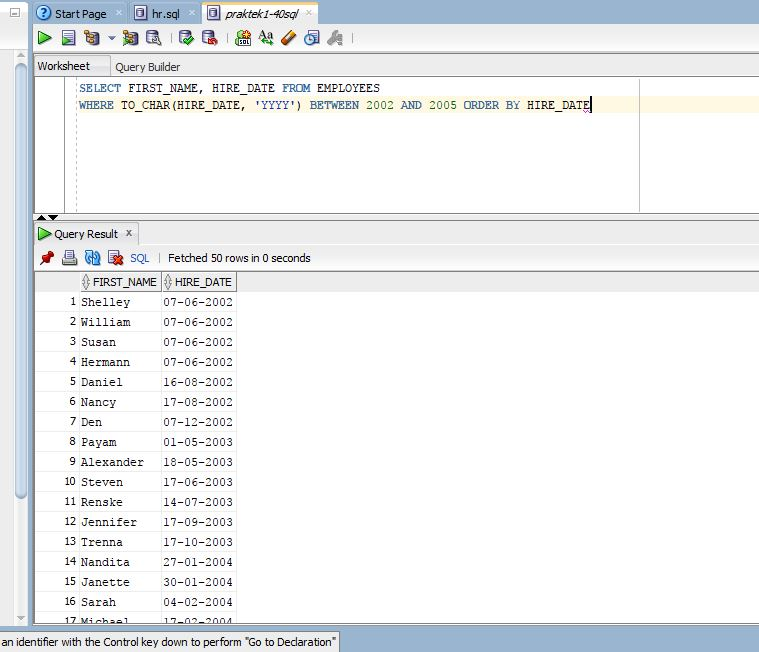 Start Page × hr.sql × praktek1-40sql ×
Worksheet Query Builder
SELECT FIRST_NAME, HIRE_DATE FROM EMPLOYEES
WHERE TO_CHAR(HIRE_DATE, 'YYYY') BETWEEN 2002 AND 2005 ORDER BY HIRE_DATE
Query Result ×
SQL | Fetched 50 rows in 0 seconds
FIRST_NAME HIRE_DATE
1 Shelley 07-06-2002
2 William 07-06-2002
3 Susan 07-06-2002
4 Hermann 07-06-2002
5 Daniel 16-08-2002
6 Nancy 17-08-2002
7 Den 07-12-2002
8 Payam 01-05-2003
9 Alexander 18-05-2003
10 Steven 17-06-2003
11 Renske 14-07-2003
12 Jennifer 17-09-2003
13 Trenna 17-10-2003
14 Nandita 27-01-2004
15 Janette 30-01-2004
16 Sarah 04-02-2004
17 Michael 17-02-2004
an identifier with the Control key down to perform "Go to Declaration"